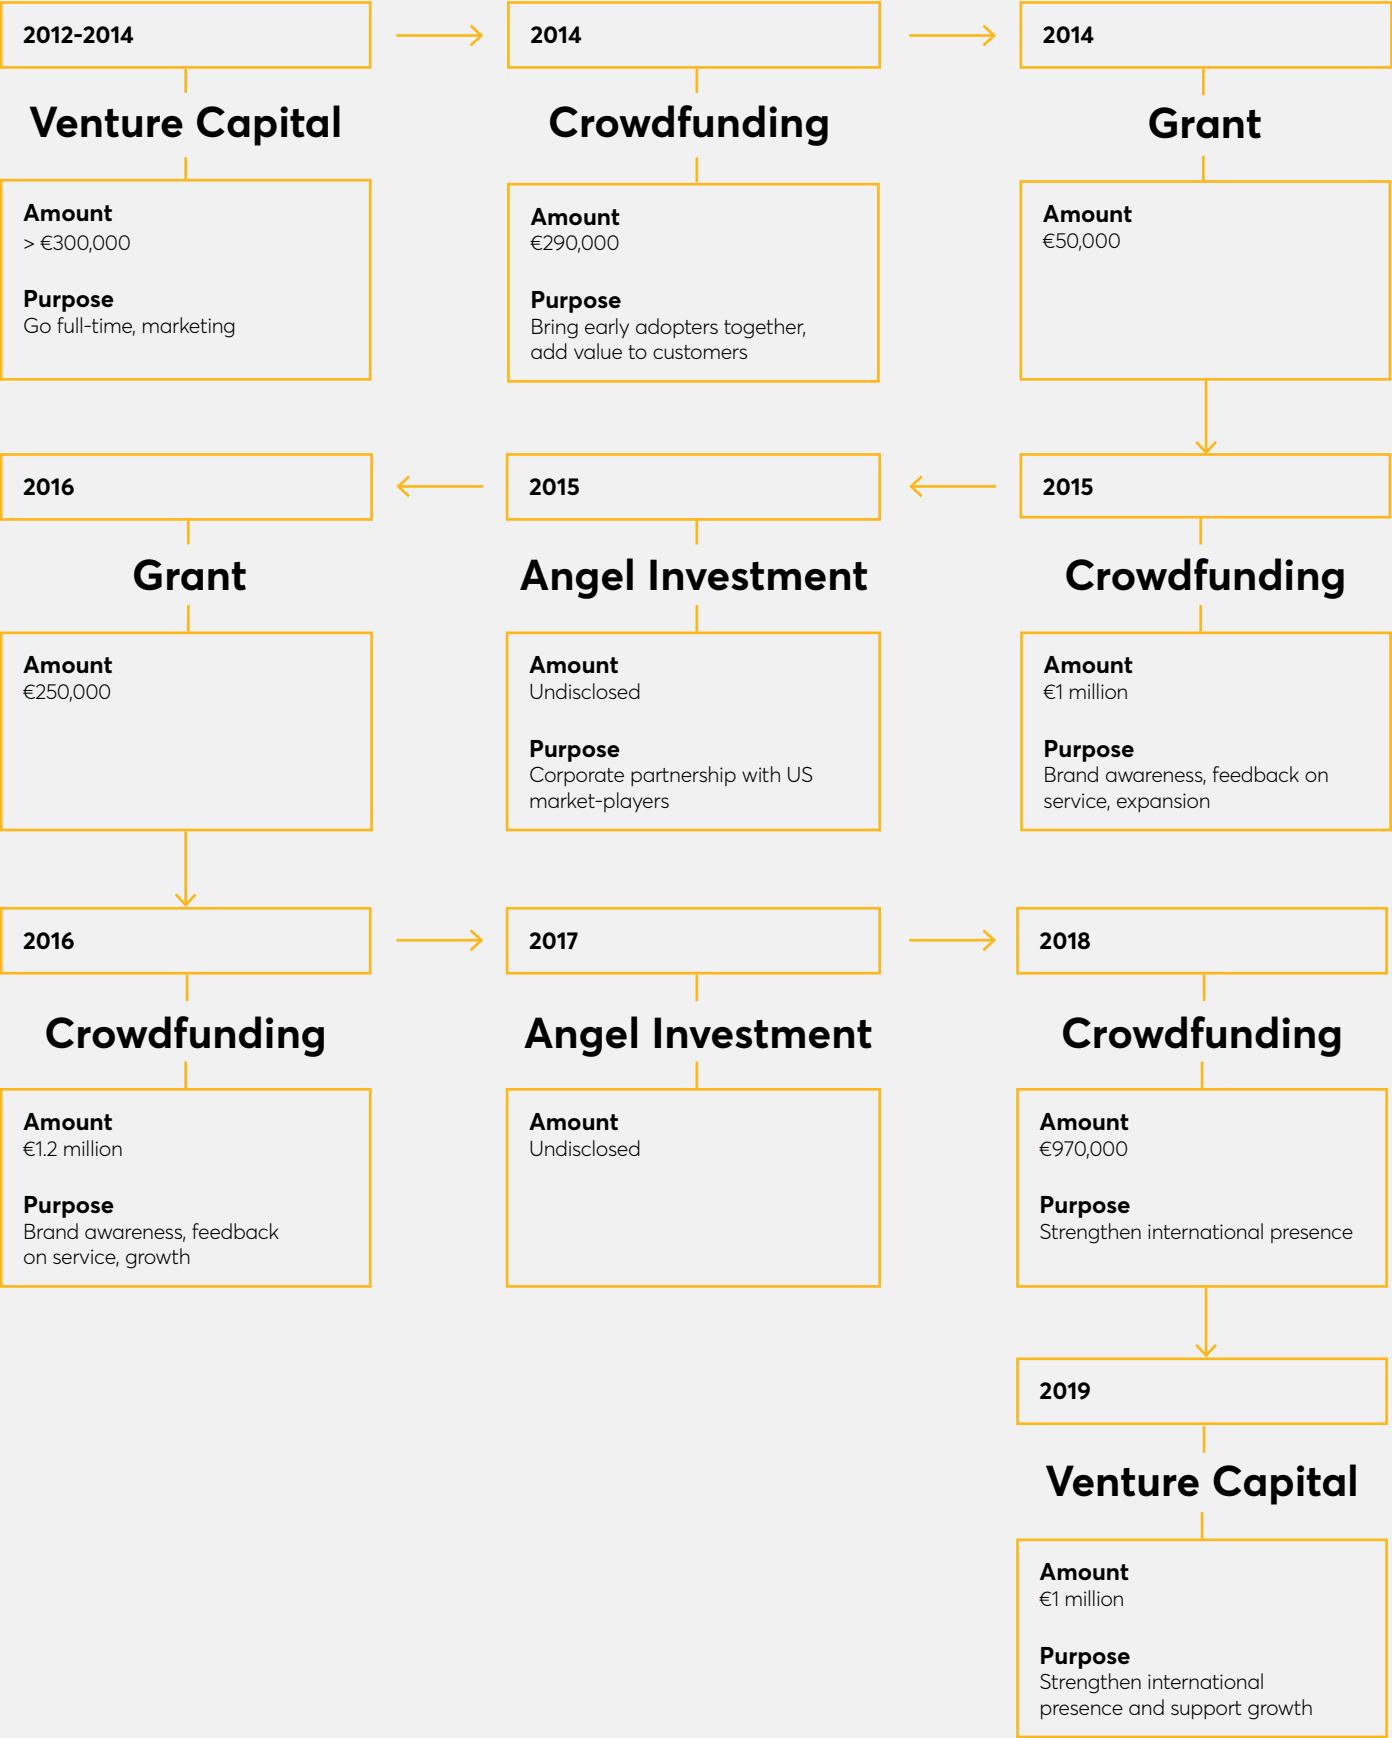 2012-2014
Venture Capital
Amount
> €300,000
Purpose
Go full-time, marketing
2014
Crowdfunding
Amount
€290,000
Purpose
Bring early adopters together,
add value to customers
2014
Grant
Amount
€50,000
2015
Crowdfunding
Amount
€1 million
Purpose
Brand awareness, feedback on
service, expansion
2015
Angel Investment
Amount
Undisclosed
Purpose
Corporate partnership with US
market-players
2016
Grant
Amount
€250,000
2016
Crowdfunding
Amount
€1.2 million
Purpose
Brand awareness, feedback
on service, growth
2017
Angel Investment
Amount
Undisclosed
2018
Crowdfunding
Amount
€970,000
Purpose
Strengthen international presence
2019
Venture Capital
Amount
€1 million
Purpose
Strengthen international
presence and support growth